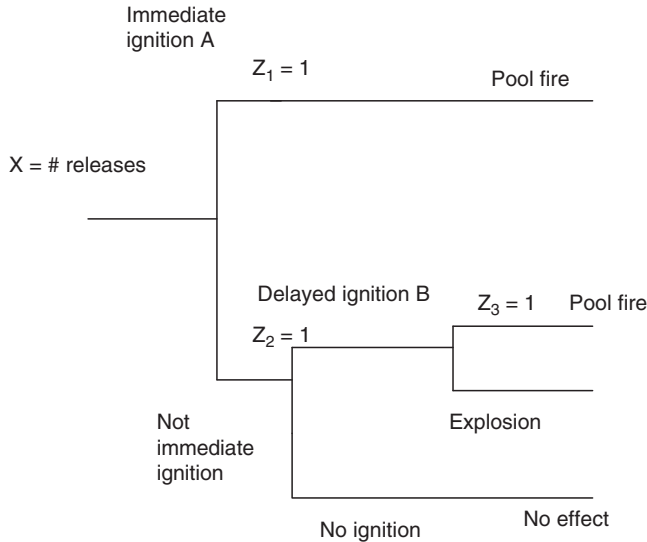 Immediate
ignition A
Z₁ = 1
Pool fire
X = # releases
Delayed ignition B
Z₃ = 1
Pool fire
Z₂ = 1
Not
immediate
ignition
Explosion
No ignition
No effect